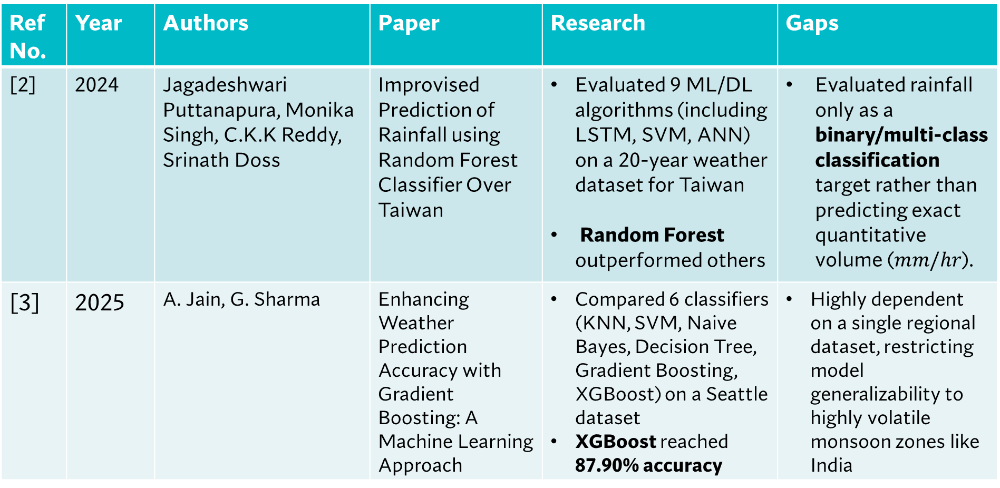 Ref
No.
Year
Authors
Paper
Research
Gaps
[2]
2024
Jagadeshwari
Puttanapura, Monika
Singh, C.K.K Reddy,
Srinath Doss
Improvised
Prediction of
Rainfall using
Random Forest
Classifier Over
Taiwan
• Evaluated 9 ML/DL
algorithms (including
LSTM, SVM, ANN)
on a 20-year weather
dataset for Taiwan
• Random Forest
outperformed others
• Evaluated rainfall
only as a
binary/multi-class
classification
target rather than
predicting exact
quantitative
volume (mm/hr).
[3]
2025
A. Jain, G. Sharma
Enhancing
Weather
Prediction
Accuracy with
Gradient
Boosting: A
Machine Learning
Approach
• Compared 6 classifiers
(KNN, SVM, Naive
Bayes, Decision Tree,
Gradient Boosting,
XGBoost) on a Seattle
dataset
• XGBoost reached
87.90% accuracy
• Highly dependent
on a single regional
dataset, restricting
model
generalizability to
highly volatile
monsoon zones like
India